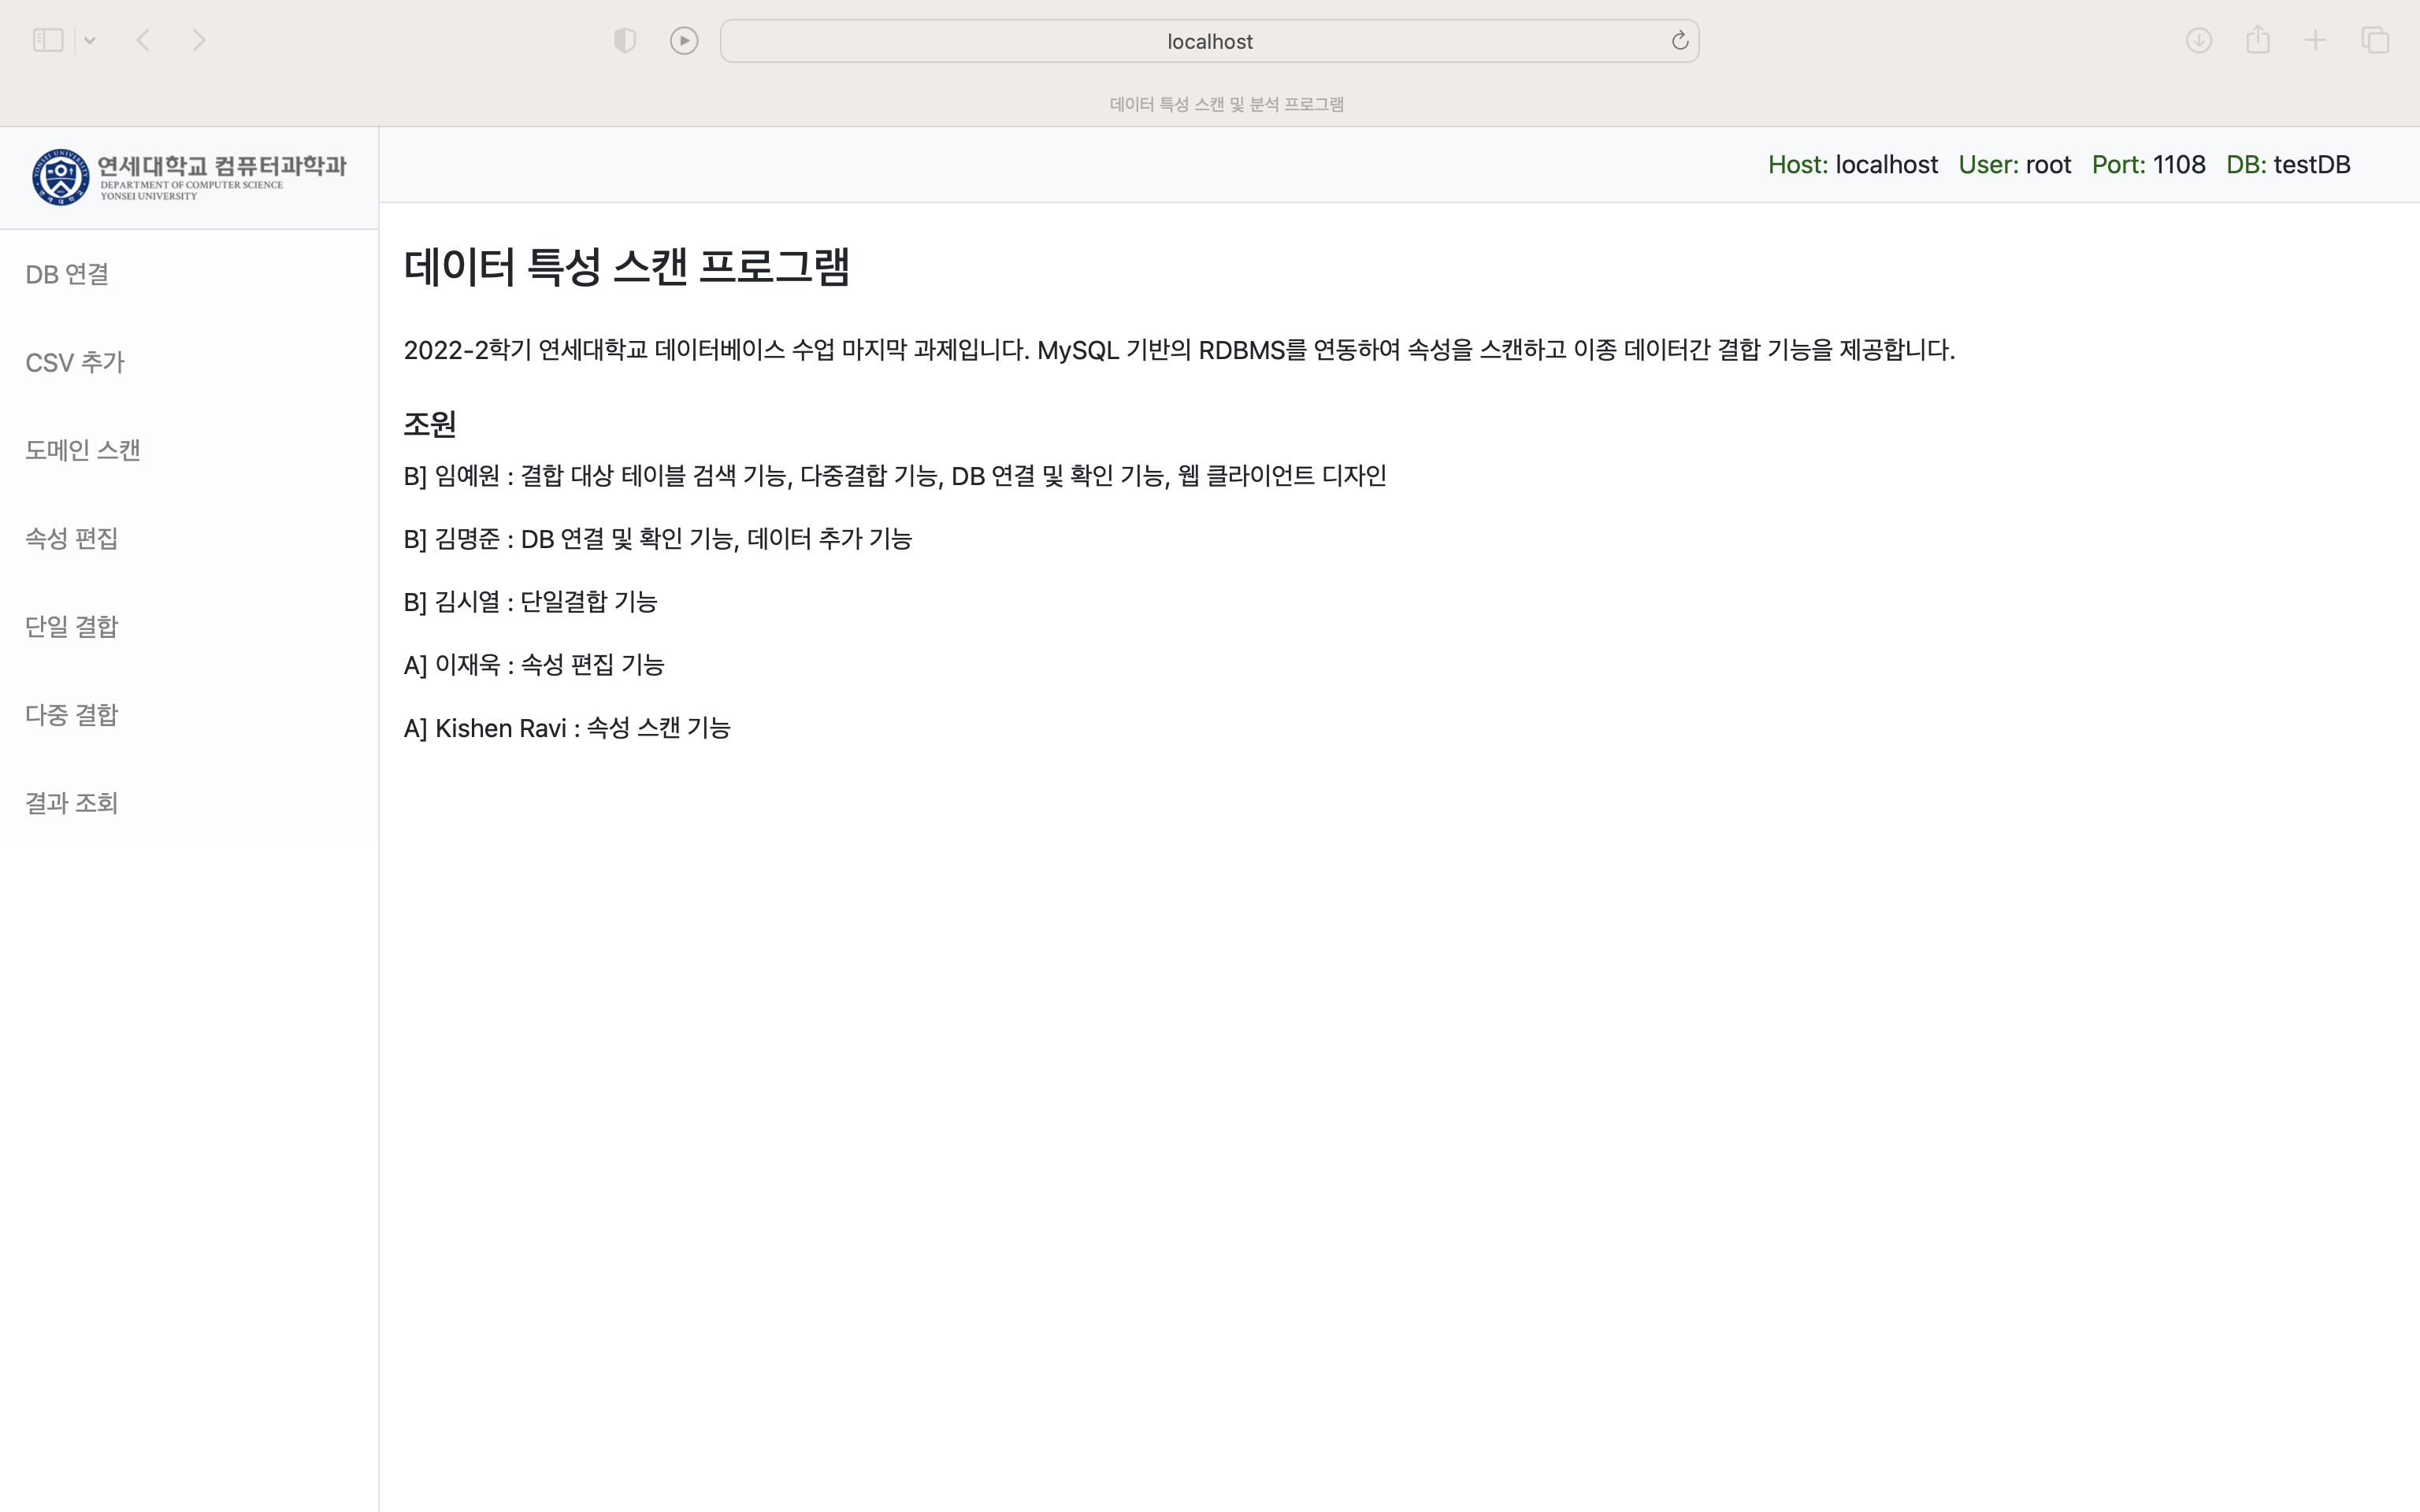 localhost
데이터 특성 스캔 및 분석 프로그램
연세대학교 컴퓨터과학과
DEPARTMENT OF COMPUTER SCIENCE
YONSEI UNIVERSITY
Host: localhost User: root Port: 1108 DB: testDB
DB 연결
CSV 추가
도메인 스캔
속성 편집
단일 결합
다중 결합
결과 조회
데이터 특성 스캔 프로그램
2022-2학기 연세대학교 데이터베이스 수업 마지막 과제입니다. MySQL 기반의 RDBMS를 연동하여 속성을 스캔하고 이종 데이터간 결합 기능을 제공합니다.
조원
B] 임예원 : 결합 대상 테이블 검색 기능, 다중결합 기능, DB 연결 및 확인 기능, 웹 클라이언트 디자인
B] 김명준 : DB 연결 및 확인 기능, 데이터 추가 기능
B] 김시열 : 단일결합 기능
A] 이재욱 : 속성 편집 기능
A] Kishen Ravi : 속성 스캔 기능